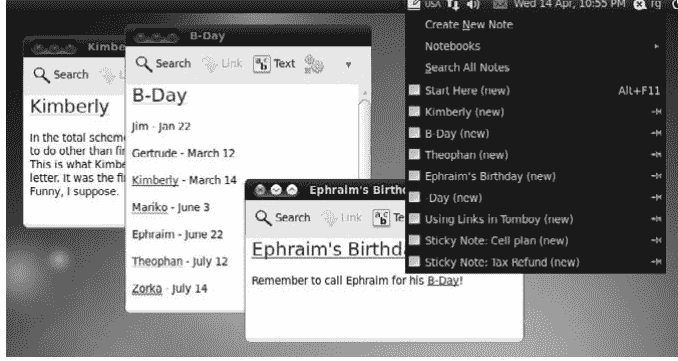 USA Wed 14 Apr, 10:55 PM rg
Create New Note
Notebooks
Search All Notes
Start Here (new) Alt+F11
Kimberly (new)
B-Day (new)
Theophan (new)
Ephraim's Birthday (new)
-Day (new)
Using Links in Tomboy (new)
Sticky Note: Cell plan (new)
Sticky Note: Tax Refund (new)
Kimbe
Search L
Kimberly
In the total schem
to do other than fir
This is what Kimbe
letter. It was the fi
Funny, I suppose.
B-Day
Search Link Text
B-Day
Jim - Jan 22
Gertrude - March 12
Kimberly - March 14
Mariko - June 3
Ephraim - June 22
Theophan - July 12
Zorka - July 14
Ephraim's Birthd
Search Link Te
Ephraim's Birthd
Remember to call Ephraim for his B-Day!